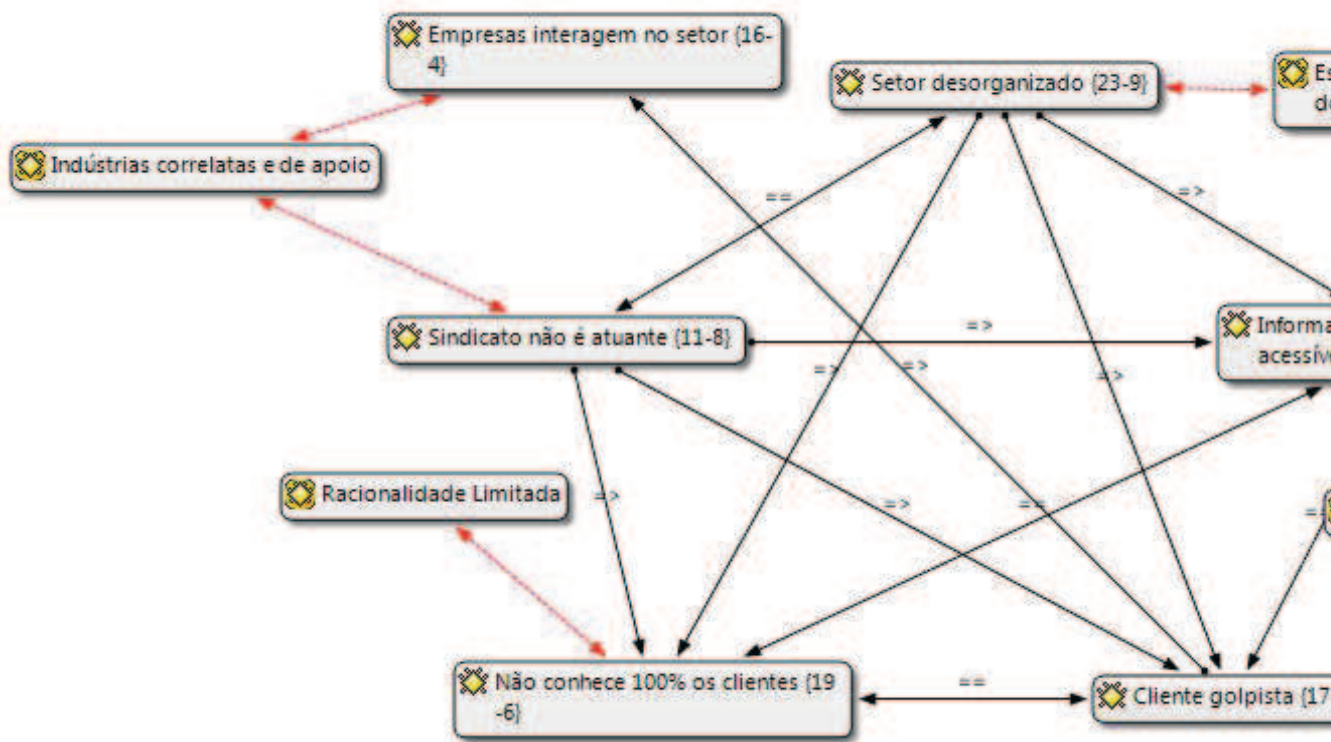 Empresas interagem no setor {16-
4}
Setor desorganizado {23-9}
Indústrias correlatas e de apoio
==
=>
Sindicato não é atuante {11-8}
=>
acessív
=>
=>
=>
Racionalidade Limitada
=>
=>
==
Não conhece 100% os clientes {19
-6}
==
Cliente golpista {17